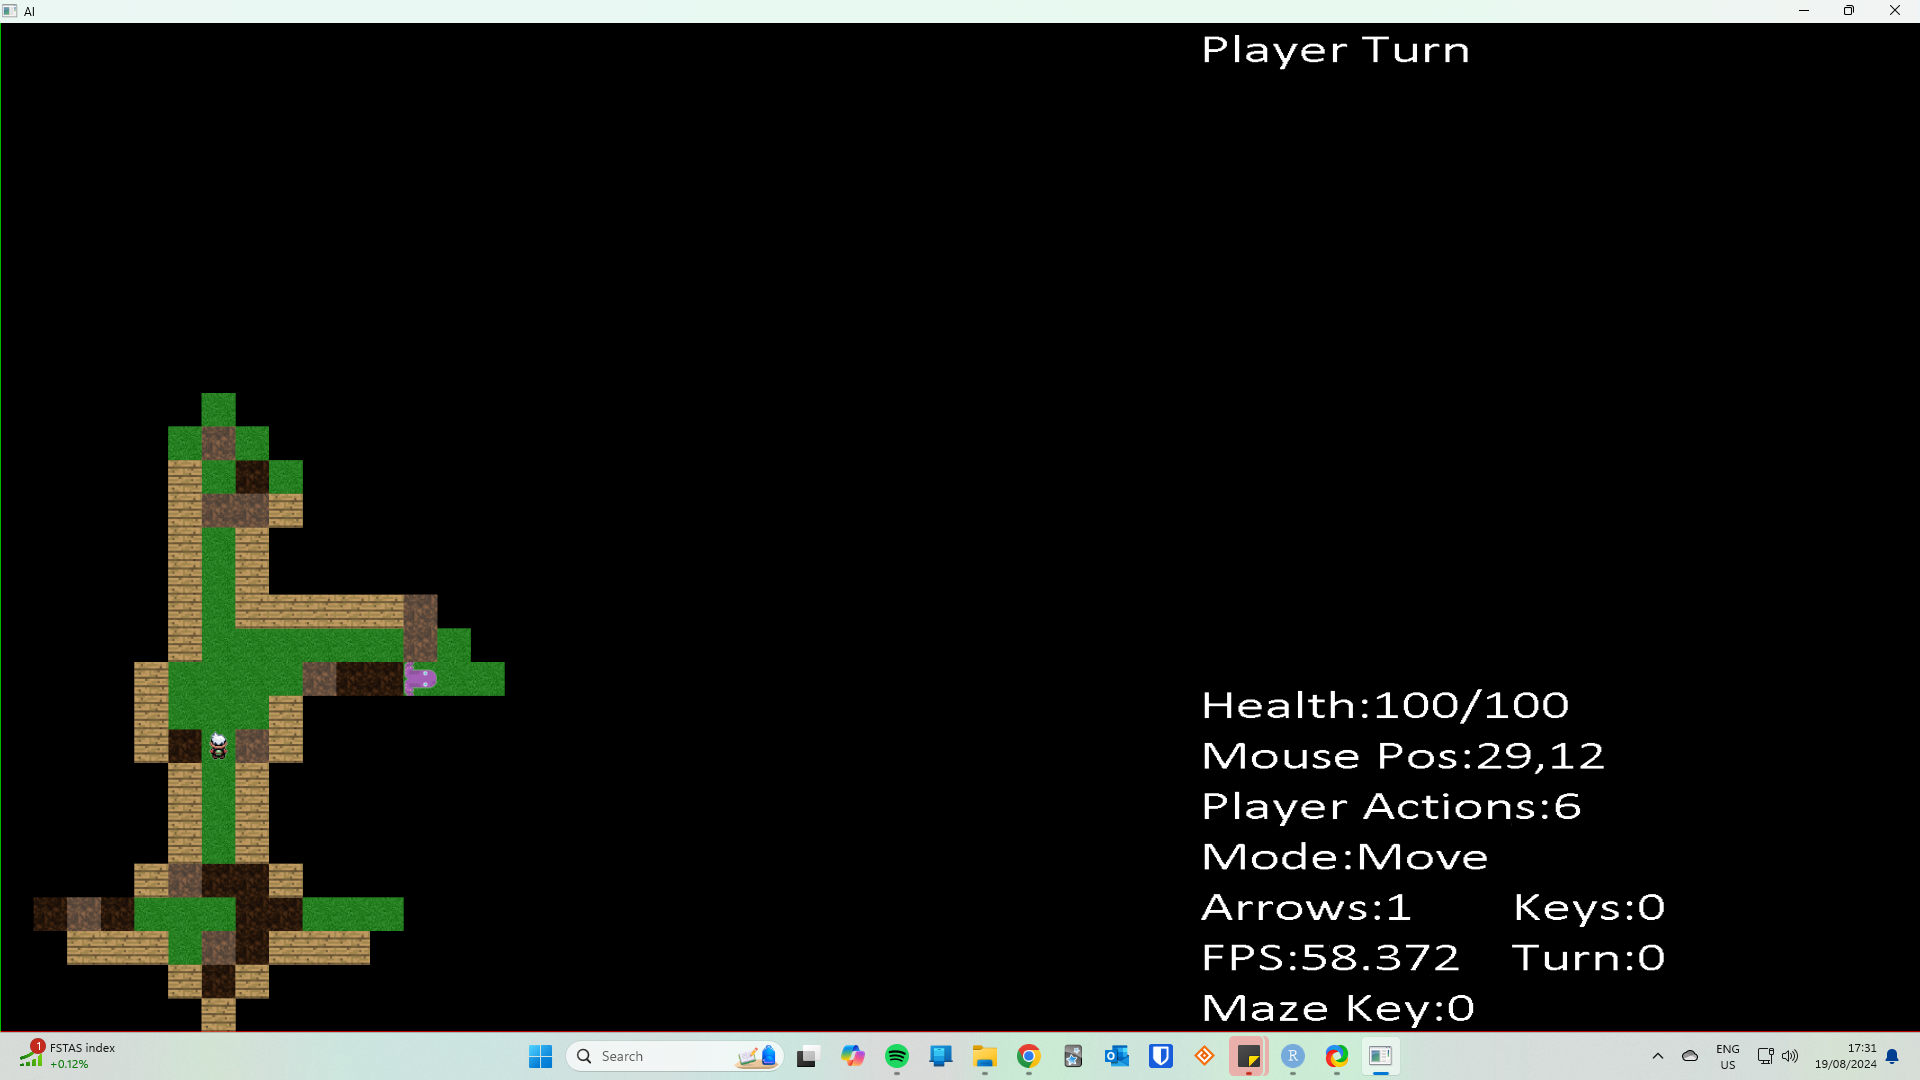 AI
Player Turn
Health:100/100
Mouse Pos:29,12
Player Actions:6
Mode:Move
Arrows:1 Keys:0
FPS:58.372 Turn:0
Maze Key:0
1
FSTAS index
+0.12%
Search
R
ENG
US
17:31
19/08/2024